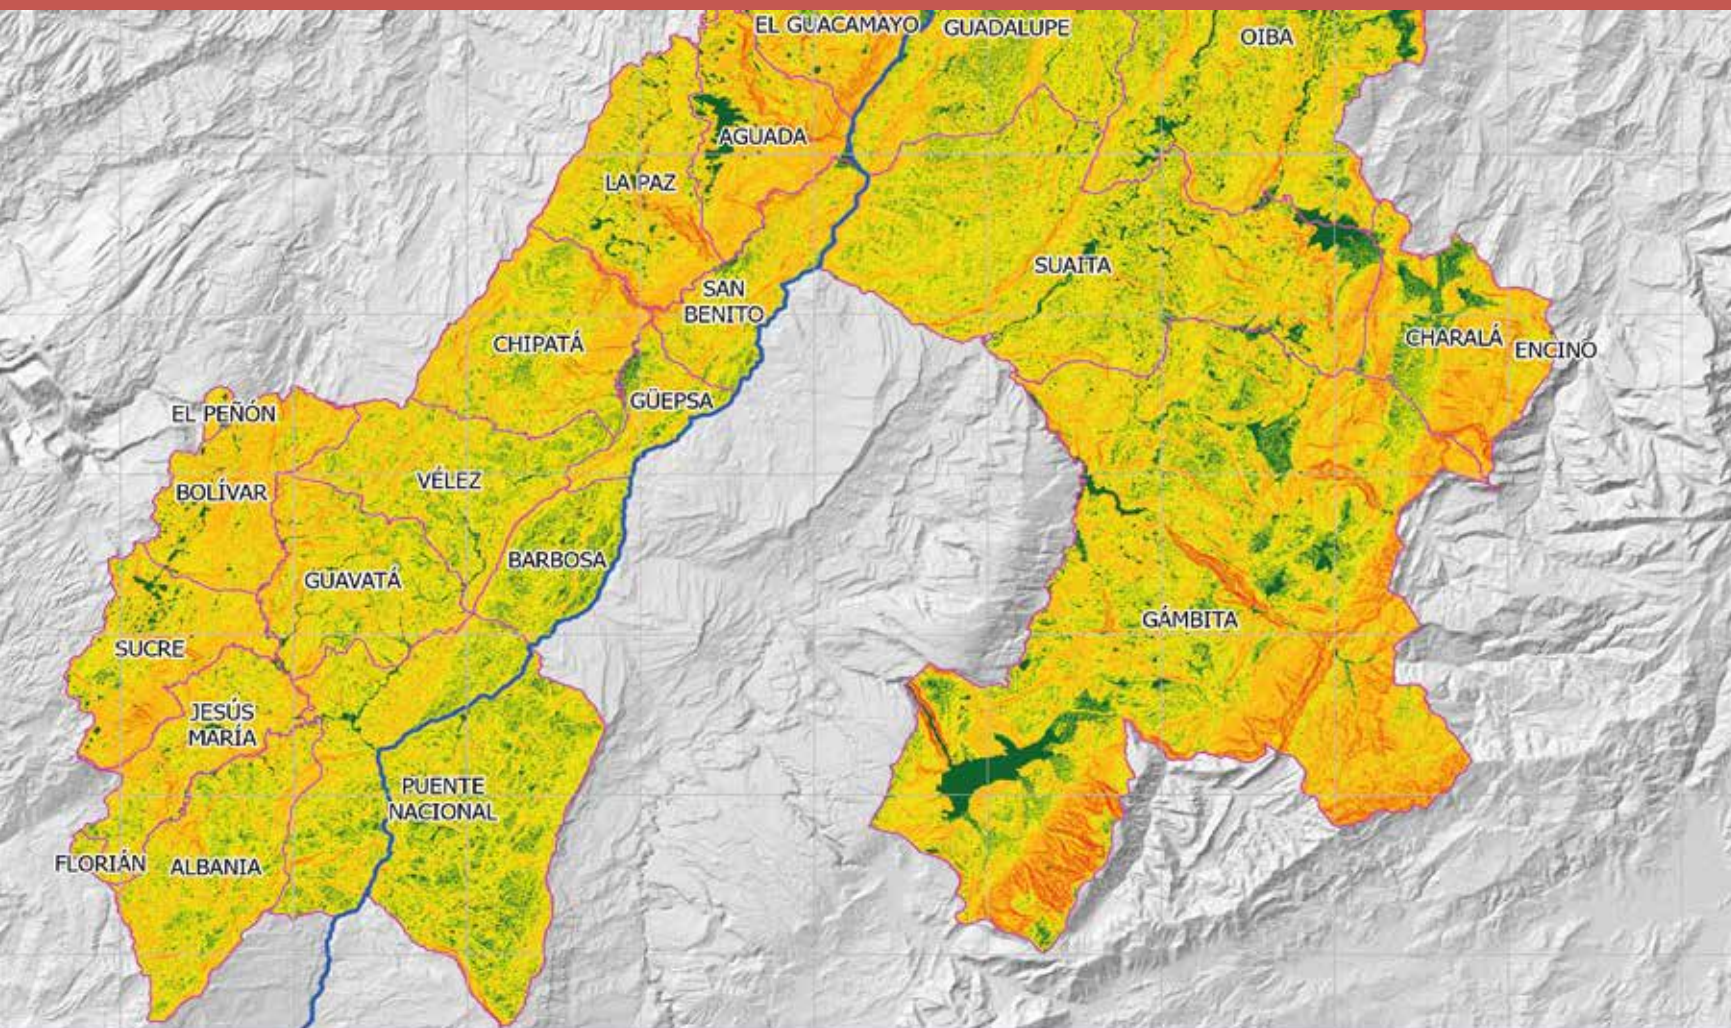 EL GUACAMAYO
GUADALUPE
OIBA
AGUADA
LA PAZ
SUAITA
SAN
BENITO
CHIPATÁ
CHARALÁ
ENCINO
GÜEPSA
EL PEÑÓN
VÉLEZ
BOLÍVAR
BARBOSA
GUAVATÁ
GÁMBITA
SUCRE
JESÚS
MARÍA
PUENTE
NACIONAL
FLORIÁN
ALBANIA